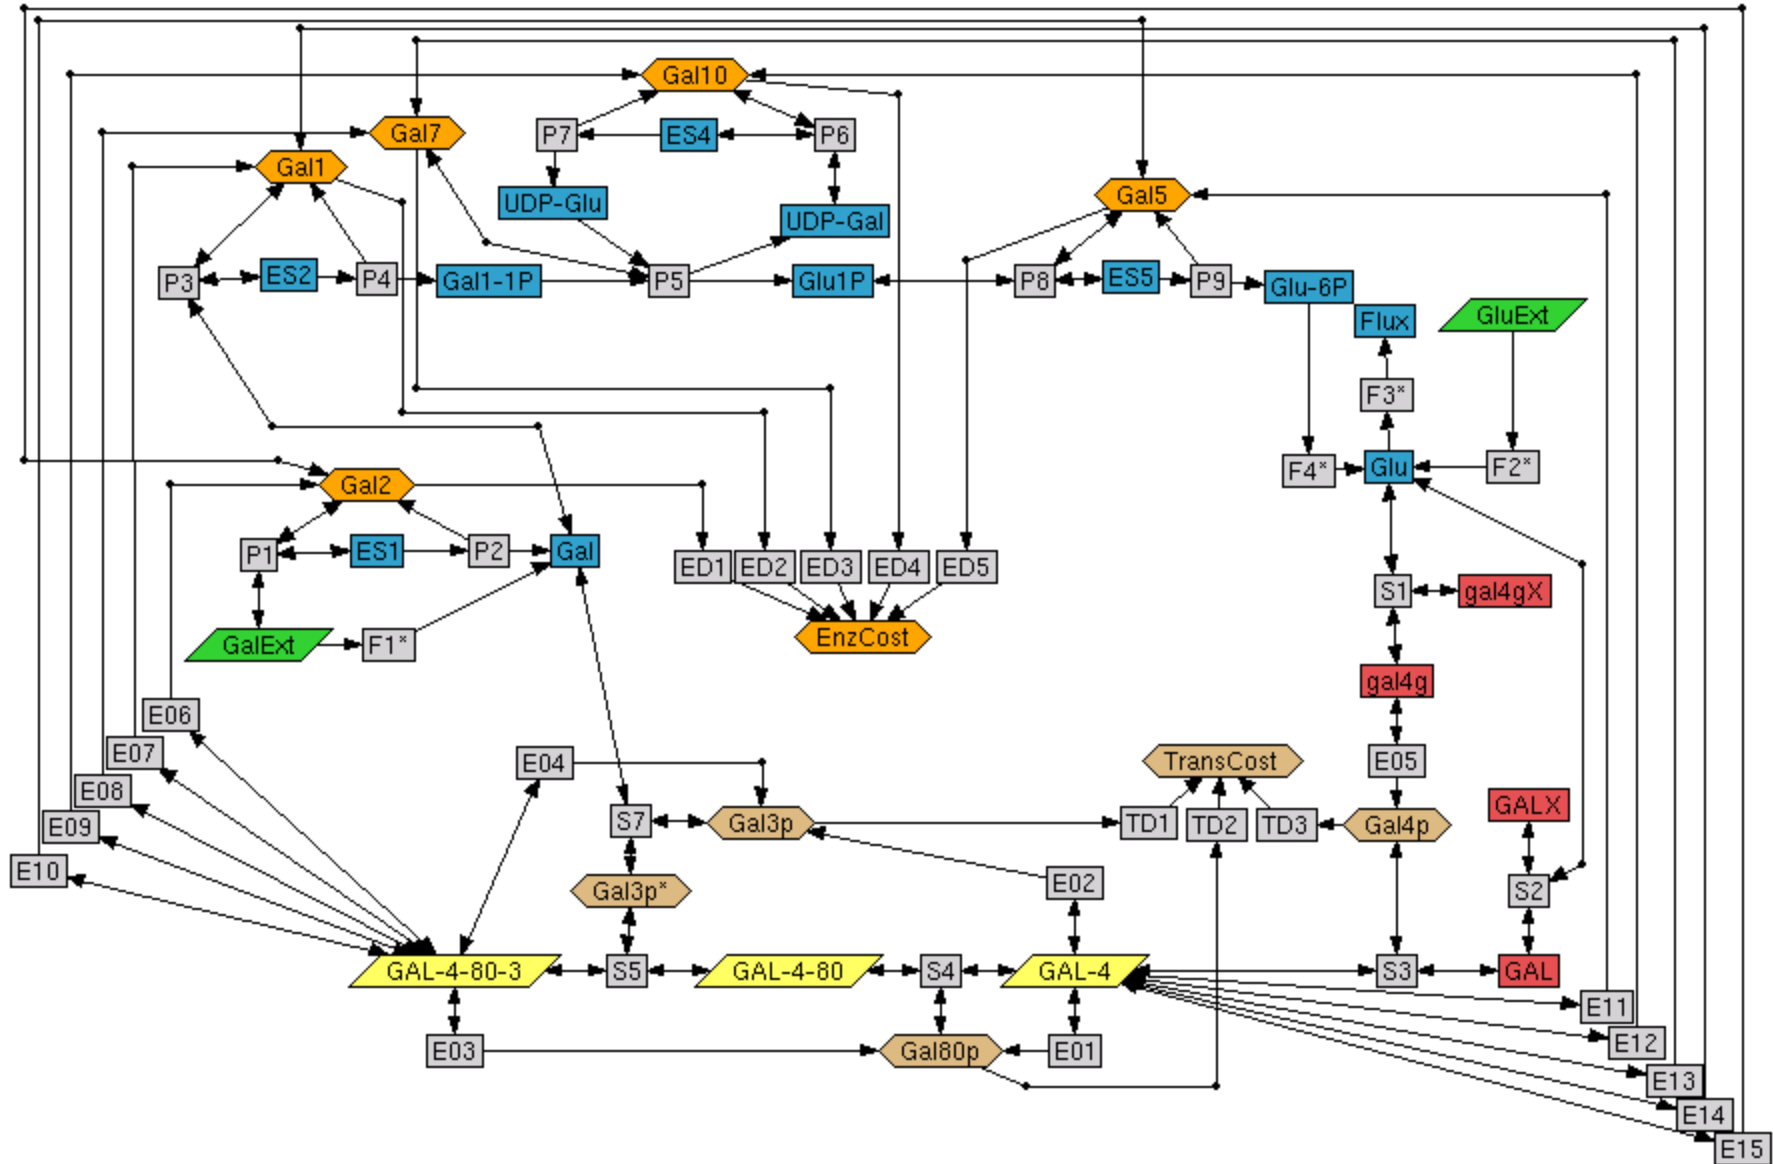 Gal10
Gal7
P7
ES4
P6
Gal1
UDP-Glu
Gal5
UDP-Gal
P3
ES2
P4
Gal1-1P
P5
Glu1P
P8
ES5
P9
Glu-6P
Flux
GluExt
F3*
F4*
Glu
F2*
Gal2
P1
ES1
P2
Gal
ED1
ED2
ED3
ED4
ED5
S1
gal4gX
GalExt
F1*
EnzCost
gal4g
E06
E07
E04
TransCost
E05
E08
GALX
E09
S7
Gal3p
TD1
TD2
TD3
Gal4p
E10
Gal3p*
E02
S2
GAL-4-80-3
S5
GAL-4-80
S4
GAL-4
S3
GAL
E11
E03
Gal80p
E01
E12
E13
E14
E15